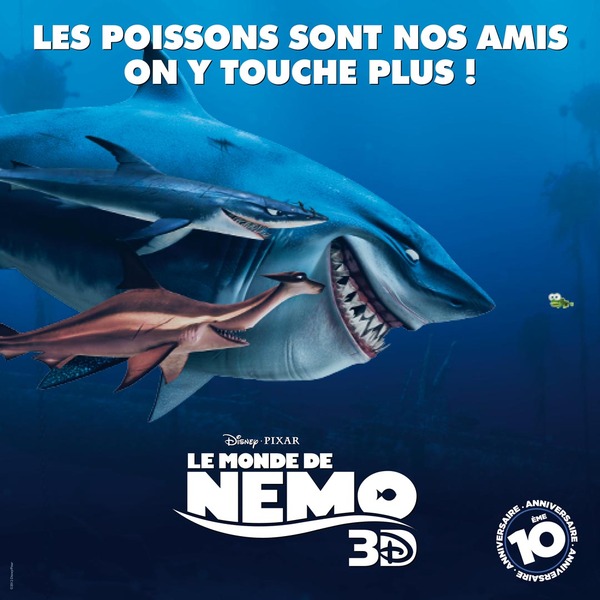 LES POISSONS SONT NOS AMIS
ON Y TOUCHE PLUS !
Disney · PIXAR
LE MONDE DE
NEMO
3D
ANNIVERSAIRE · ANNIVERSAIRE · ANNIVERSAIRE ·
10
ÈME